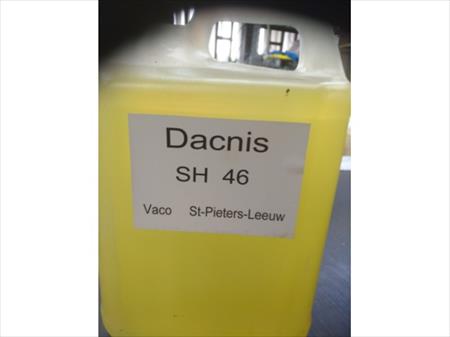 Dacnis
SH 46
Vaco St-Pieters-Leeuw